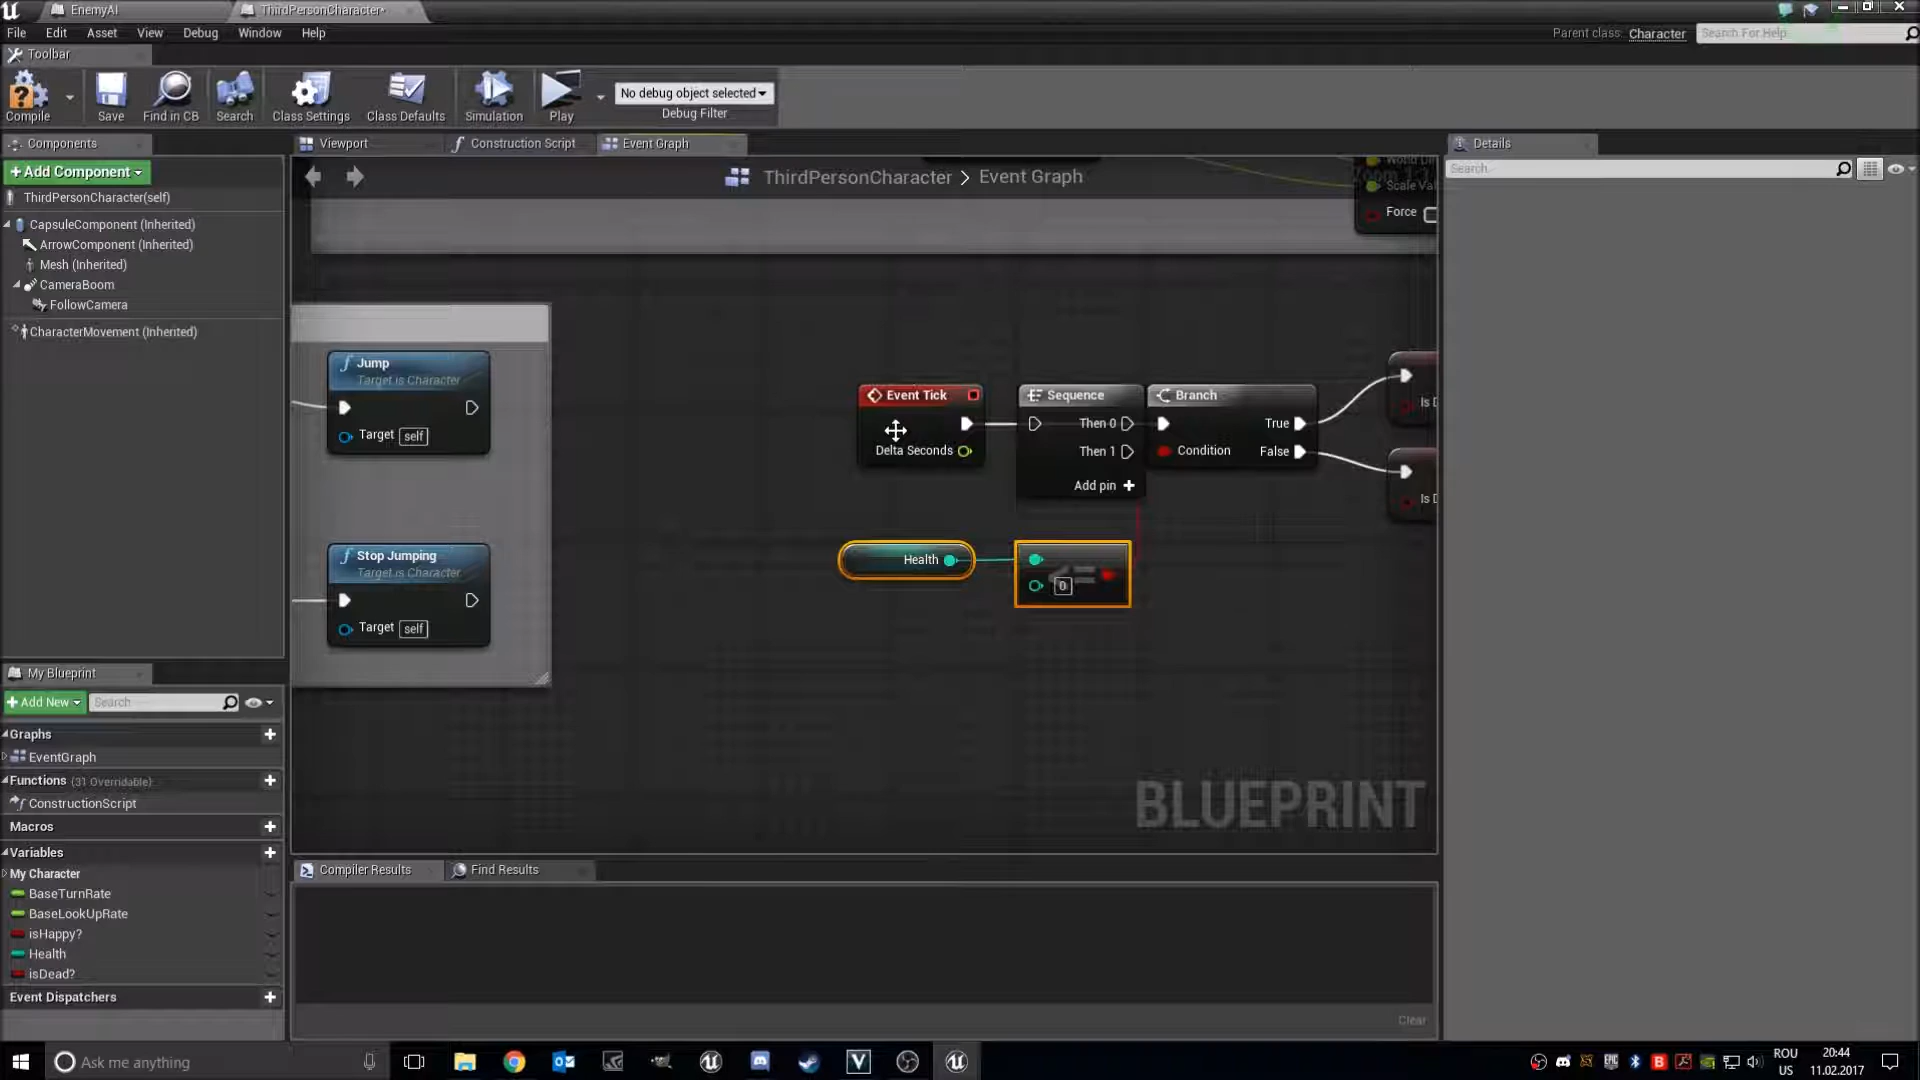 EnemyAI
ThirdPersonCharacter*
File Edit Asset View Debug Window Help
Parent class: Character
Search For Help
Toolbar
Compile
Save
Find in CB
Search
Class Settings
Class Defaults
Simulation
Play
No debug object selected
Debug Filter
Components
Viewport
Construction Script
Event Graph
Details
+Add Component
ThirdPersonCharacter > Event Graph
Search
ThirdPersonCharacter(self)
CapsuleComponent (Inherited)
ArrowComponent (Inherited)
Mesh (Inherited)
CameraBoom
FollowCamera
CharacterMovement (Inherited)
Force
Jump
Target is Character
Target self
Stop Jumping
Target is Character
Target self
Event Tick
Delta Seconds
Sequence
Then 0
Then 1
Add pin +
Branch
Condition
True
False
Is D
Is D
Health
<=
0
BLUEPRINT
My Blueprint
+Add New
Search
Graphs
EventGraph
Functions (31 Overridable)
ConstructionScript
Macros
Variables
My Character
BaseTurnRate
BaseLookUpRate
isHappy?
Health
isDead?
Event Dispatchers
Compiler Results
Find Results
Clear
Ask me anything
ROU
US
20:44
11.02.2017